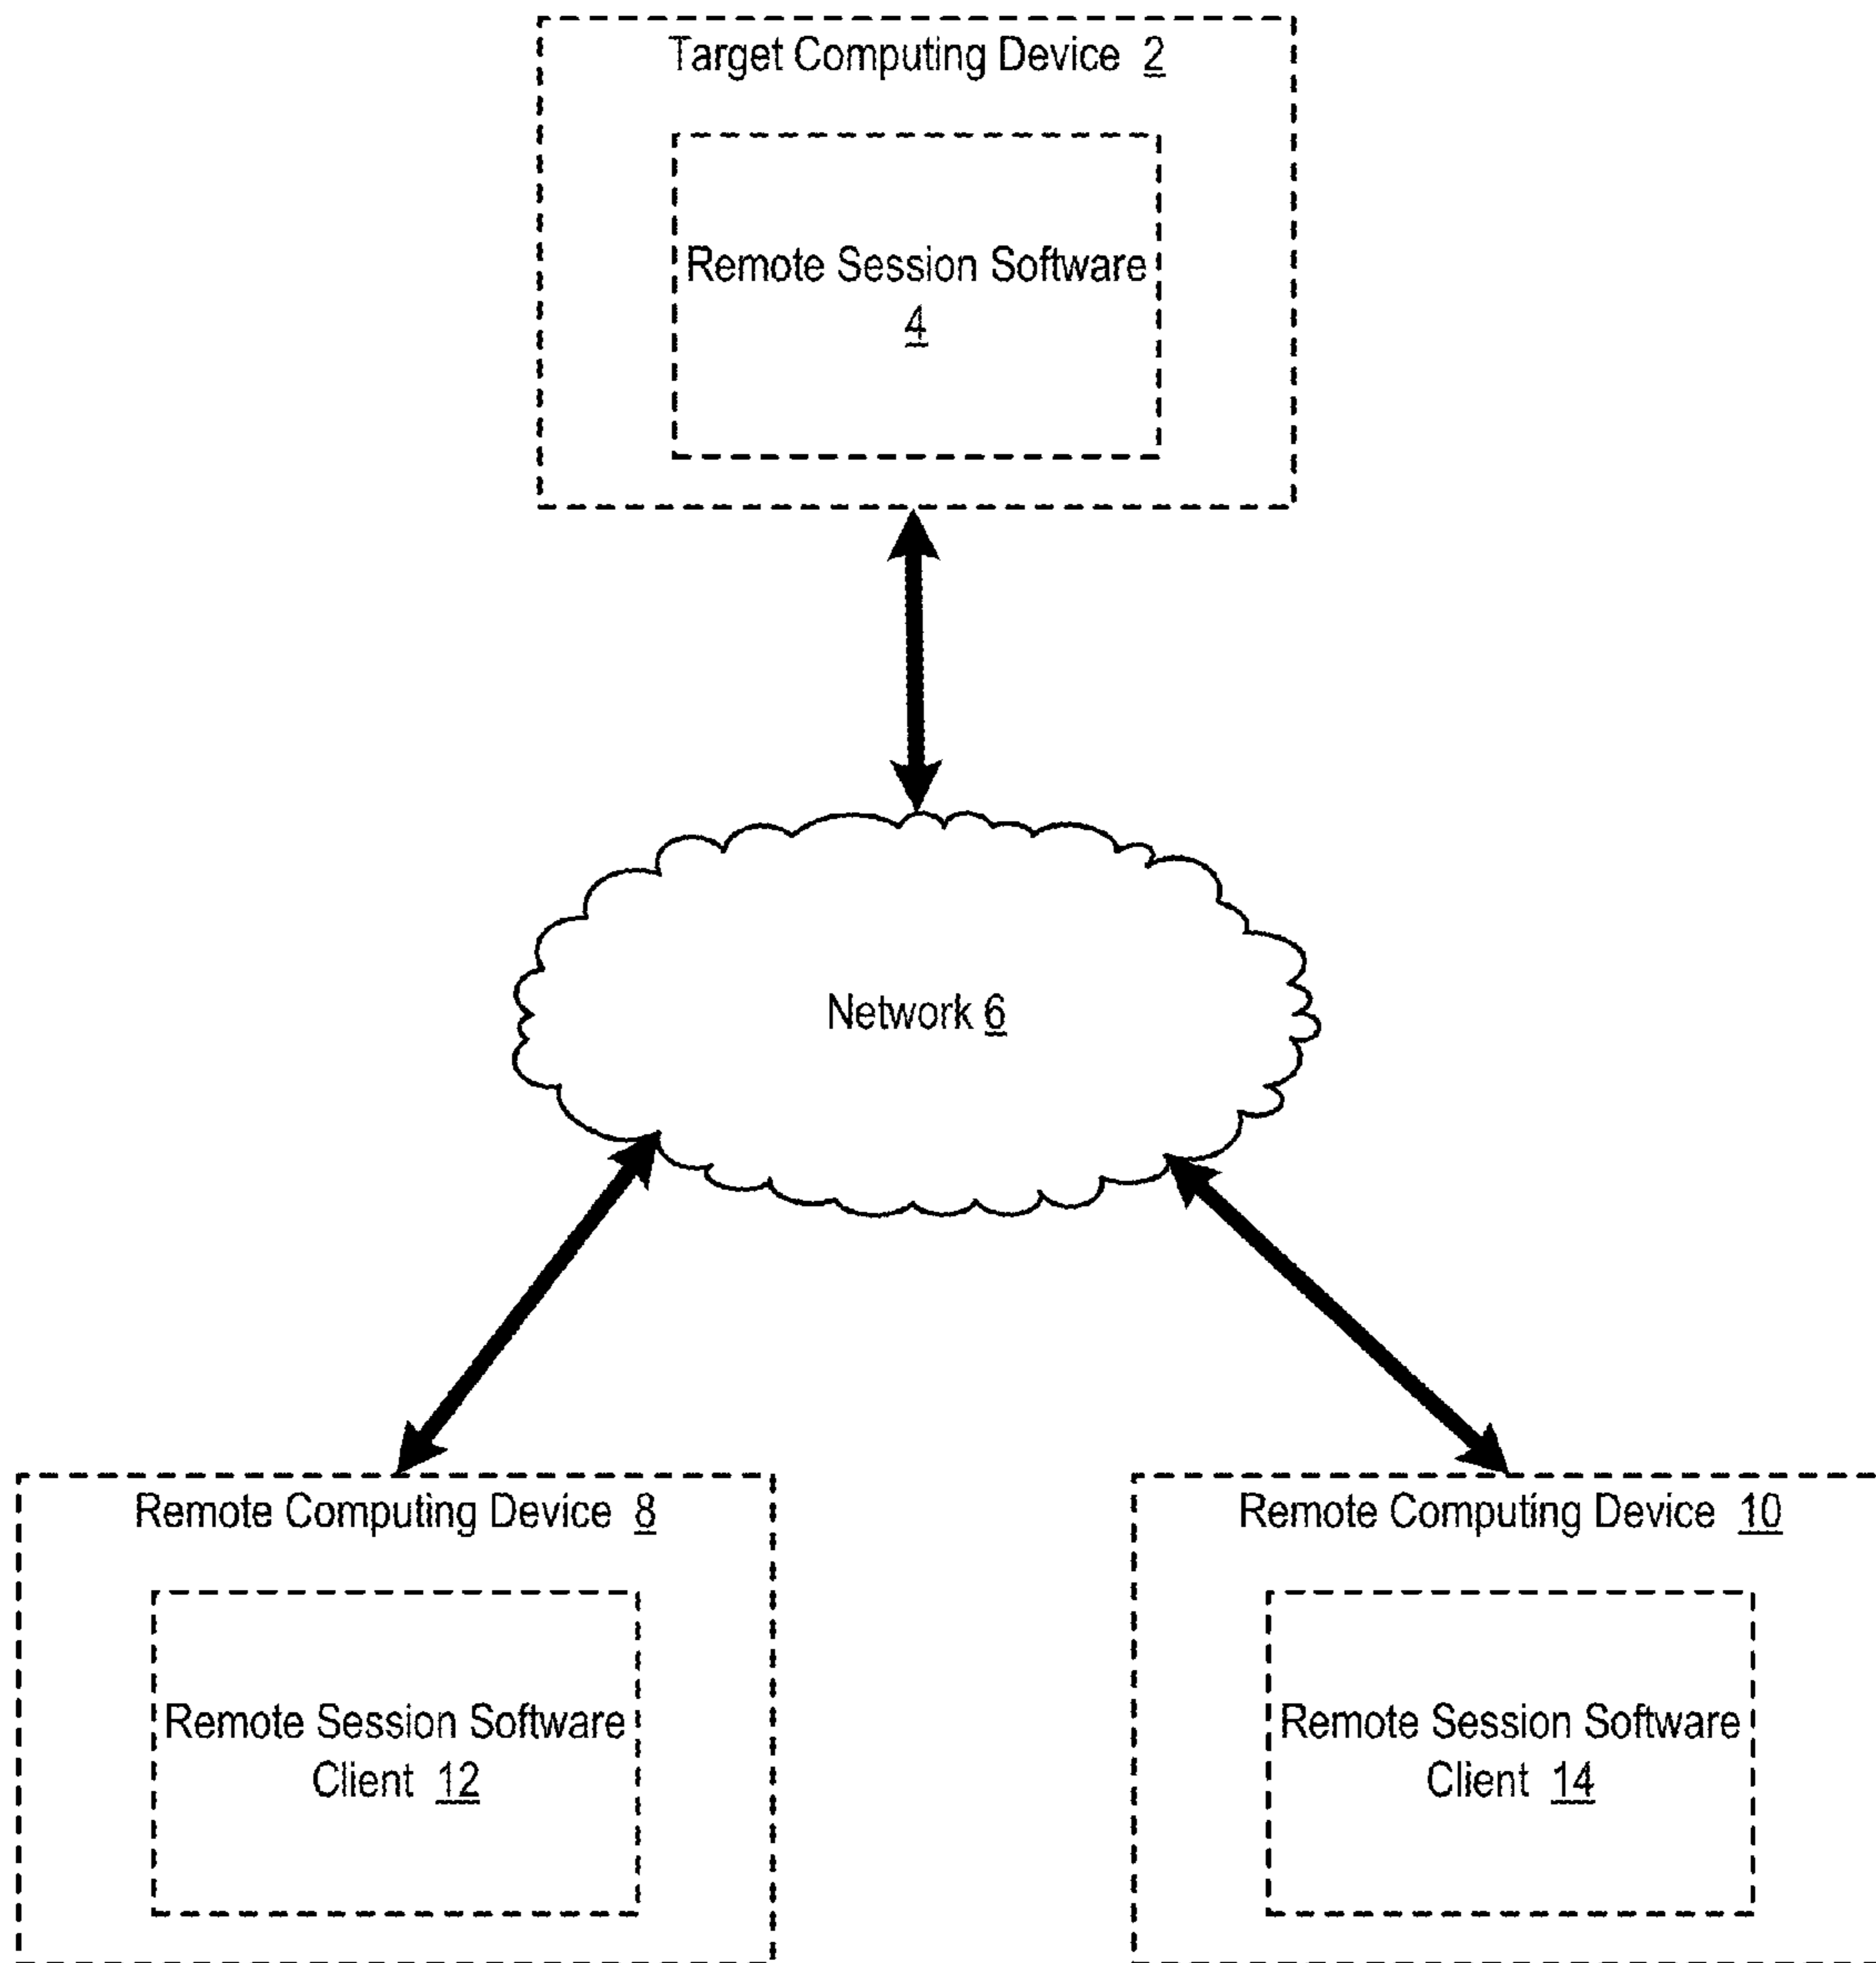 Target Computing Device 2
Remote Session Software
4
Network 6
Remote Computing Device 8
Remote Session Software
Client 12
Remote Computing Device 10
Remote Session Software
Client 14